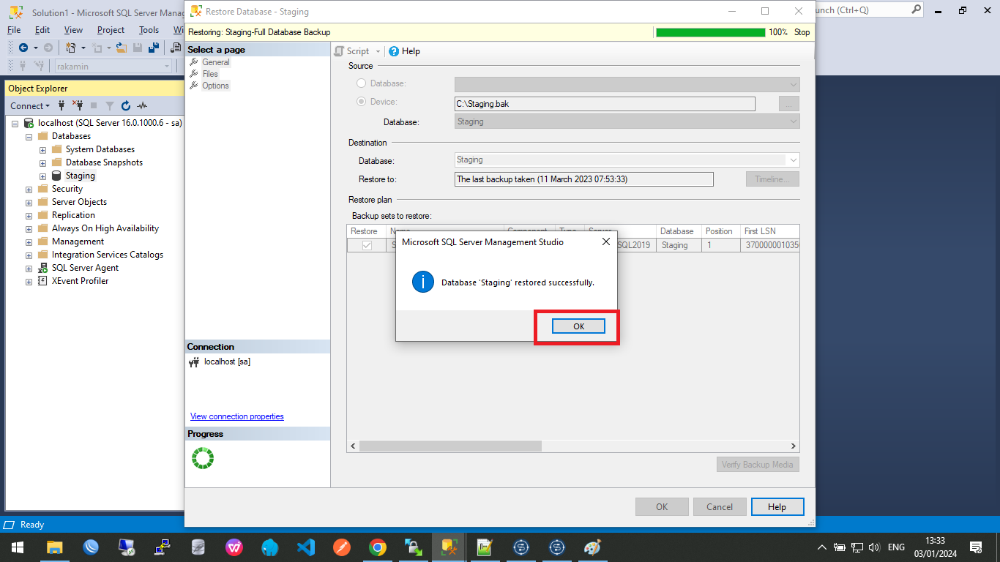 Solution1 - Microsoft SQL Server Mana
unch (Ctrl+Q)
File Edit View Project Tools
rakamin
Object Explorer
Connect
localhost (SQL Server 16.0.1000.6 - sa)
Databases
System Databases
Database Snapshots
Staging
Security
Server Objects
Replication
Always On High Availability
Management
Integration Services Catalogs
SQL Server Agent
XEvent Profiler
Ready
Restore Database - Staging
Restoring: Staging-Full Database Backup
100% Stop
Select a page
General
Files
Options
Connection
localhost [sa]
View connection properties
Progress
Script Help
Source
Database:
Device: C:\Staging.bak ...
Database: Staging
Destination
Database: Staging
Restore to: The last backup taken (11 March 2023 07:53:33) Timeline...
Restore plan
Backup sets to restore:
Restore Name Component Type Server Database Position First LSN
SQL2019 Staging 1
Microsoft SQL Server Management Studio
Database 'Staging' restored successfully.
OK
Verify Backup Media
OK Cancel Help
ENG
13:33
03/01/2024